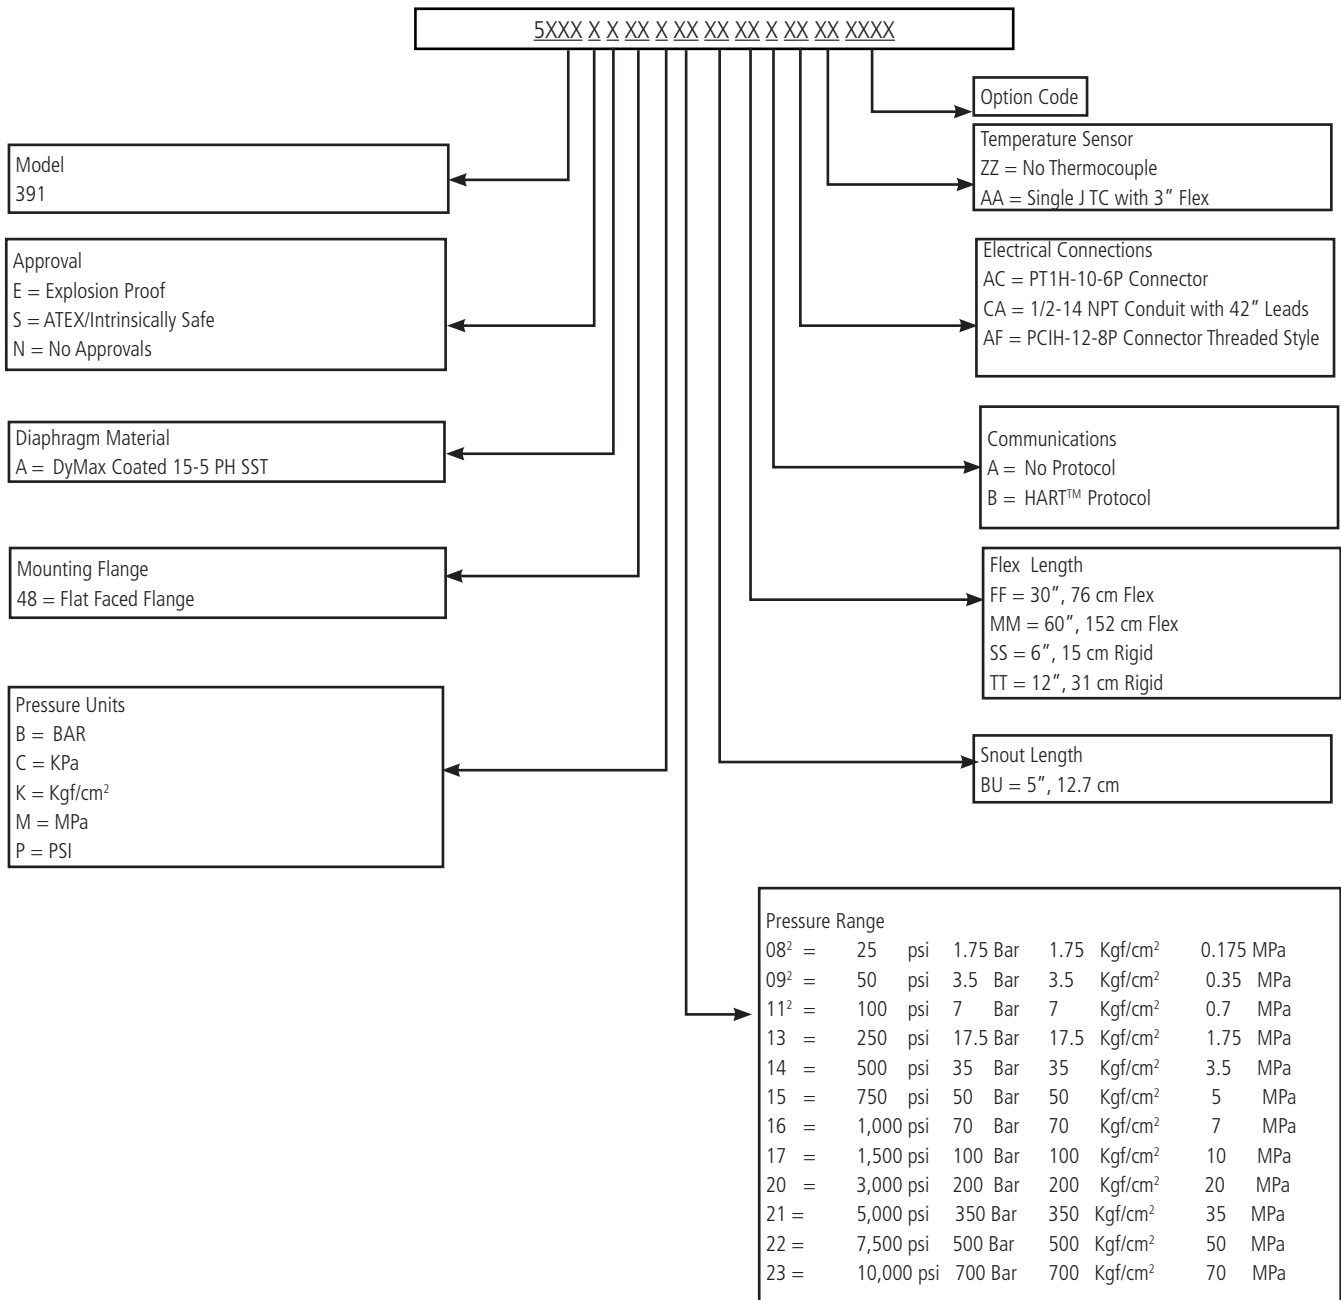 5XXX X X XX X XX XX XX X XX XX XXXX
Model
391
Approval
E = Explosion Proof
S = ATEX/Intrinsically Safe
N = No Approvals
Diaphragm Material
A = DyMax Coated 15-5 PH SST
Mounting Flange
48 = Flat Faced Flange
Pressure Units
B = BAR
C = KPa
K = Kgf/cm²
M = MPa
P = PSI
Option Code
Temperature Sensor
ZZ = No Thermocouple
AA = Single J TC with 3” Flex
Electrical Connections
AC = PT1H-10-6P Connector
CA = 1/2-14 NPT Conduit with 42” Leads
AF = PCIH-12-8P Connector Threaded Style
Communications
A = No Protocol
B = HART™ Protocol
Flex Length
FF = 30”, 76 cm Flex
MM = 60”, 152 cm Flex
SS = 6”, 15 cm Rigid
TT = 12”, 31 cm Rigid
Snout Length
BU = 5”, 12.7 cm
Pressure Range
08² = 25 psi 1.75 Bar 1.75 Kgf/cm² 0.175 MPa
09² = 50 psi 3.5 Bar 3.5 Kgf/cm² 0.35 MPa
11² = 100 psi 7 Bar 7 Kgf/cm² 0.7 MPa
13 = 250 psi 17.5 Bar 17.5 Kgf/cm² 1.75 MPa
14 = 500 psi 35 Bar 35 Kgf/cm² 3.5 MPa
15 = 750 psi 50 Bar 50 Kgf/cm² 5 MPa
16 = 1,000 psi 70 Bar 70 Kgf/cm² 7 MPa
17 = 1,500 psi 100 Bar 100 Kgf/cm² 10 MPa
20 = 3,000 psi 200 Bar 200 Kgf/cm² 20 MPa
21 = 5,000 psi 350 Bar 350 Kgf/cm² 35 MPa
22 = 7,500 psi 500 Bar 500 Kgf/cm² 50 MPa
23 = 10,000 psi 700 Bar 700 Kgf/cm² 70 MPa